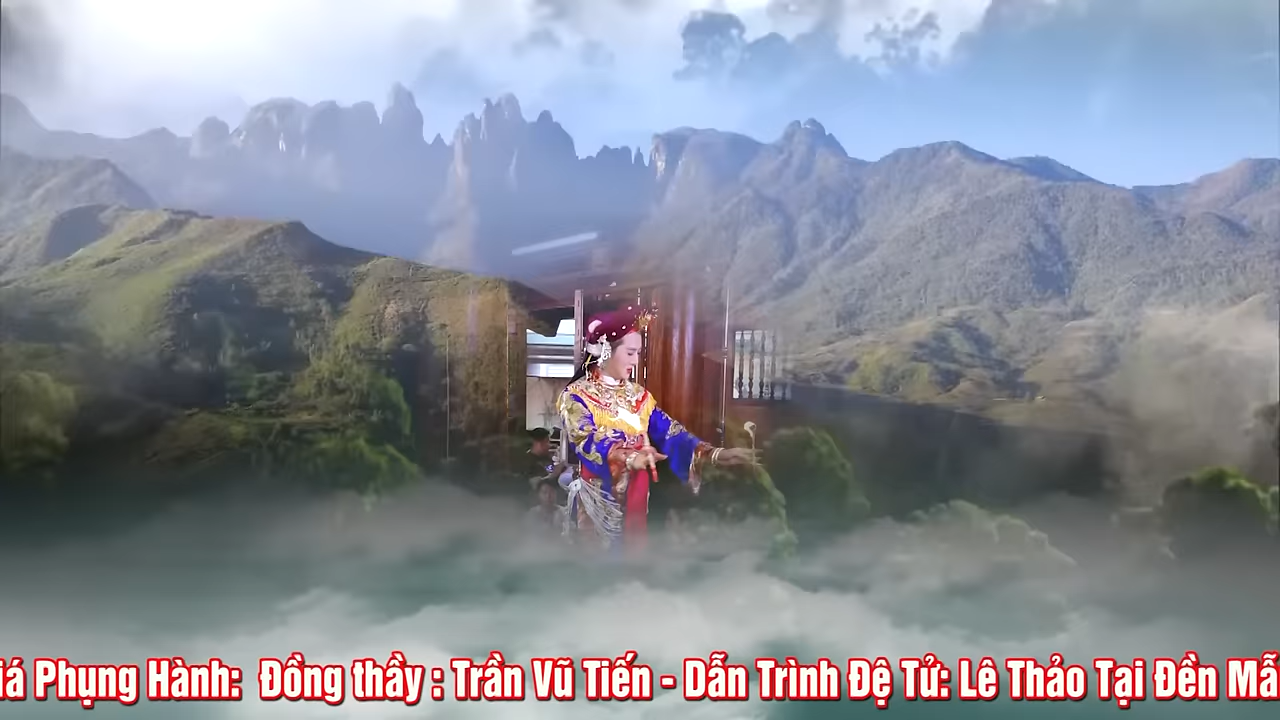 iá Phụng Hành: Đồng thầy : Trần Vũ Tiến - Dẫn Trình Đệ Tử: Lê Thảo Tại Đền Mẫ